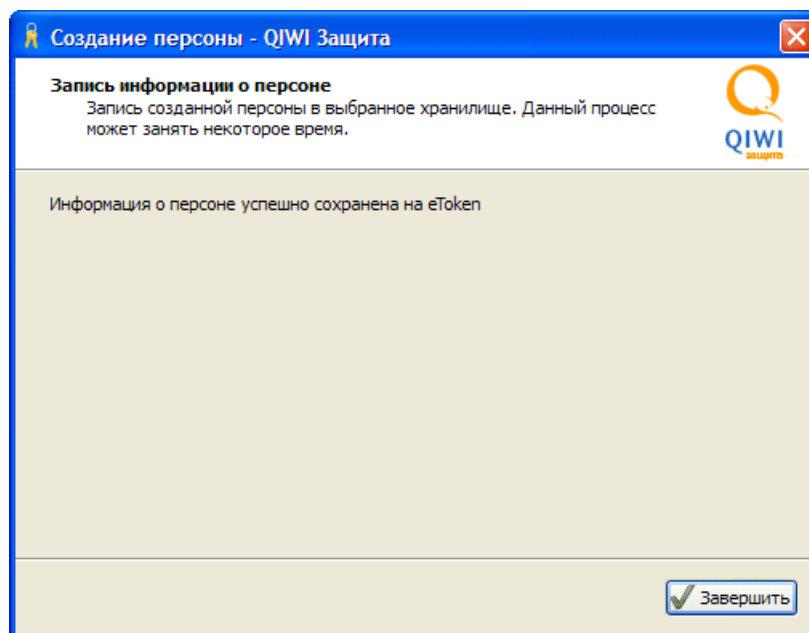 Создание персоны - QIWI Защита
Запись информации о персоне
Запись созданной персоны в выбранное хранилище. Данный процесс
может занять некоторое время.
QIWI
защита
Информация о персоне успешно сохранена на eToken
Завершить